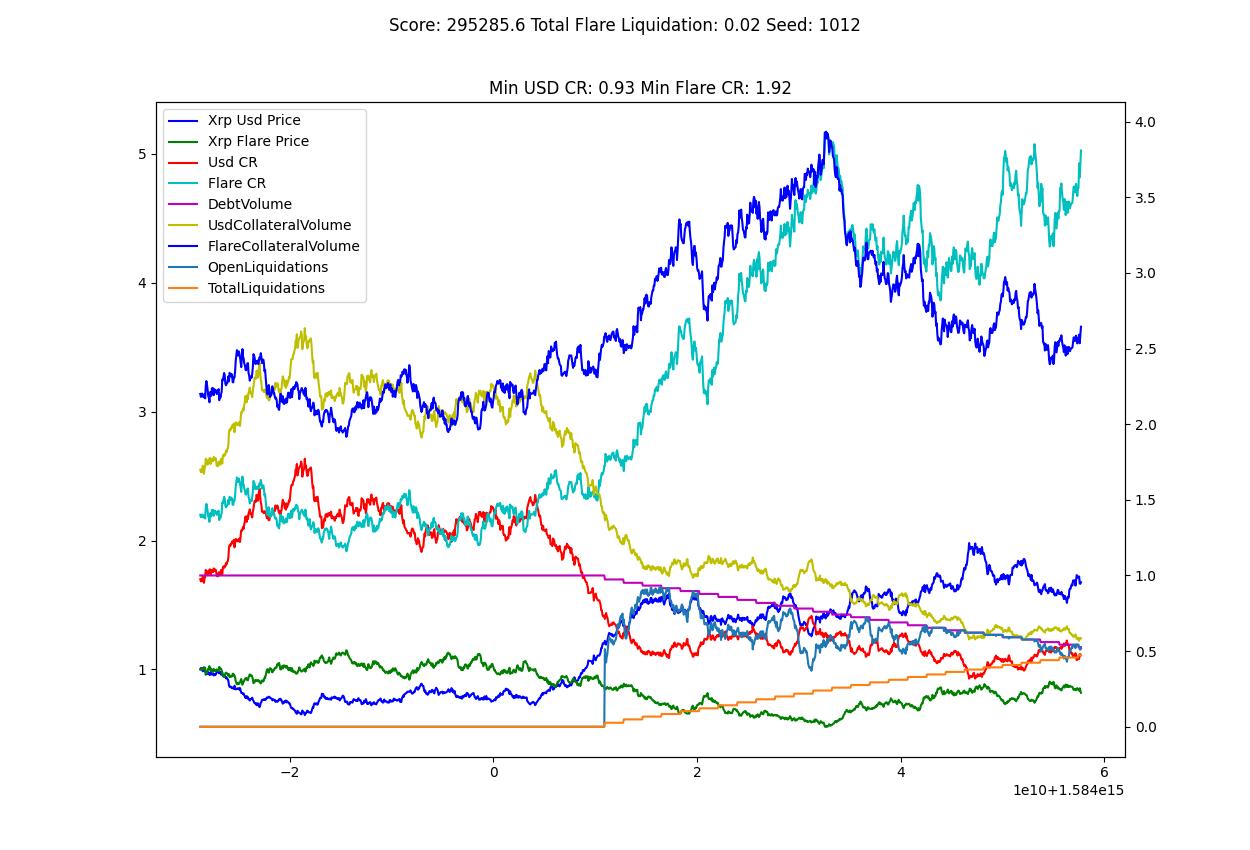 Score: 295285.6 Total Flare Liquidation: 0.02 Seed: 1012
Min USD CR: 0.93 Min Flare CR: 1.92
Xrp Usd Price
Xrp Flare Price
Usd CR
Flare CR
DebtVolume
UsdCollateralVolume
FlareCollateralVolume
OpenLiquidations
TotalLiquidations
5
4
3
2
1
4.0
3.5
3.0
2.5
2.0
1.5
1.0
0.5
0.0
−2 0 2 4 6
1e10+1.584e15